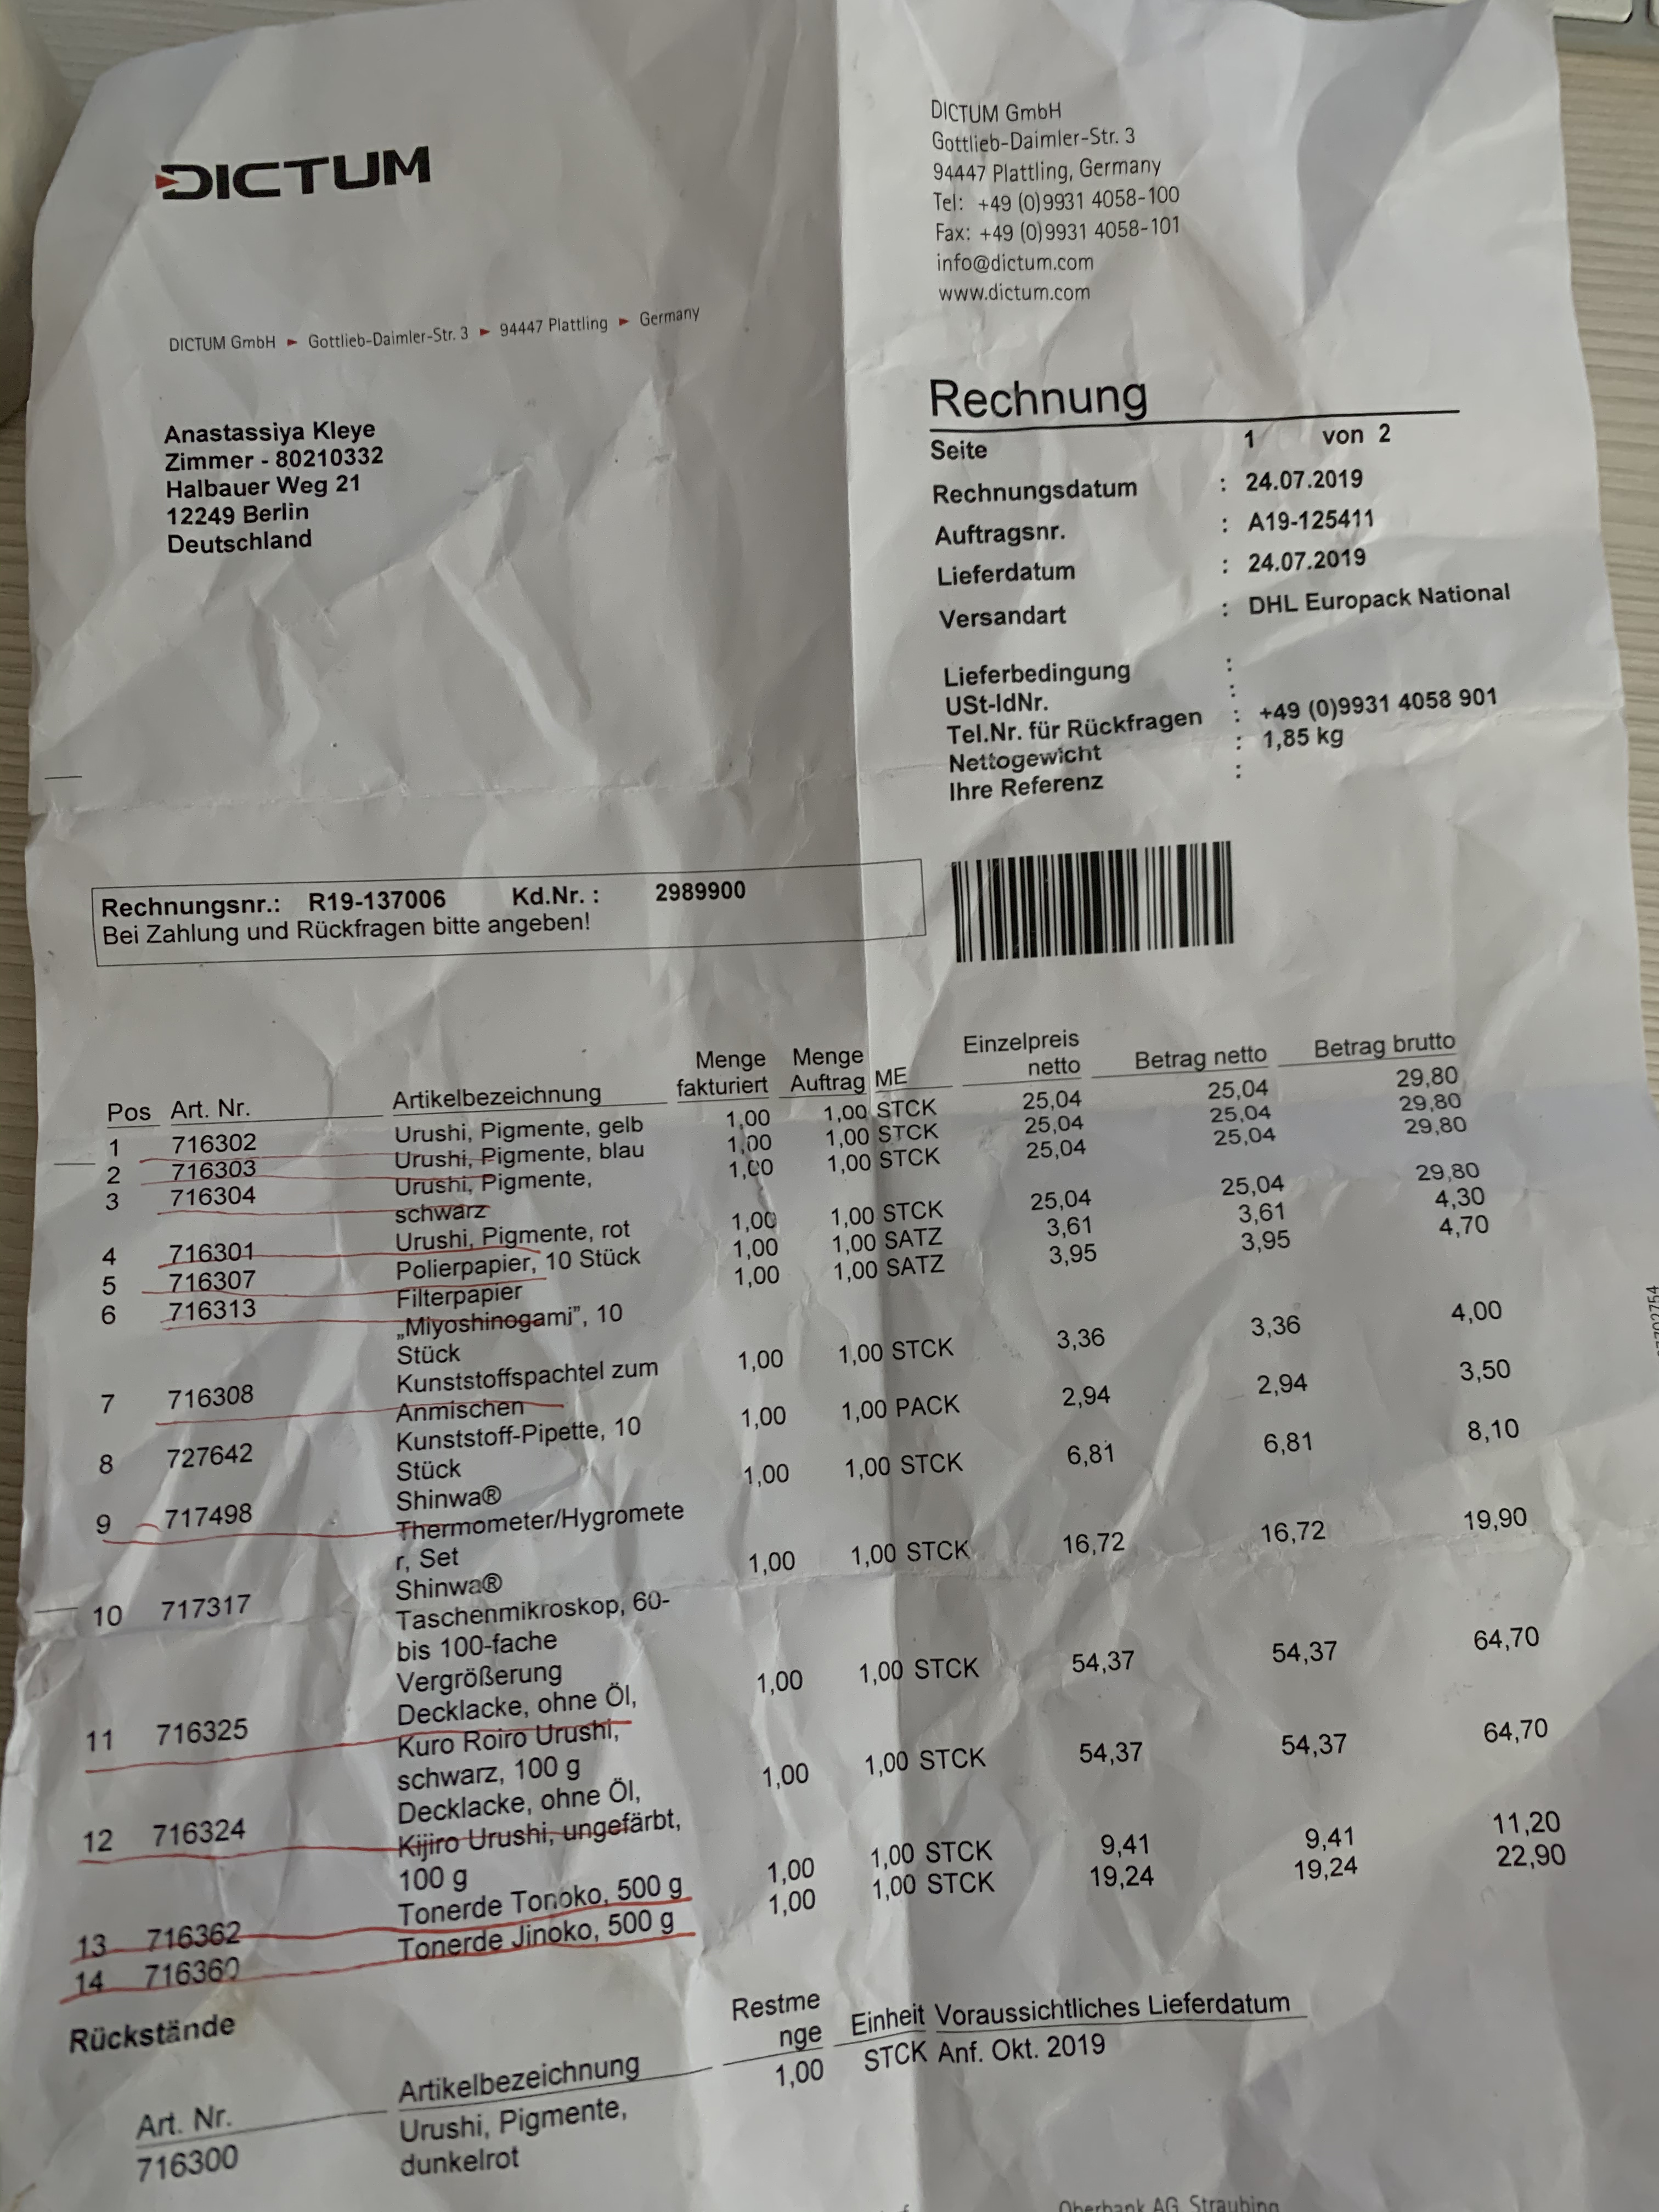 DICTUM
DICTUM GmbH
Gottlieb-Daimler-Str. 3
94447 Plattling, Germany
Tel: +49 (0)9931 4058-100
Fax: +49 (0)9931 4058-101
info@dictum.com
www.dictum.com
DICTUM GmbH ► Gottlieb-Daimler-Str. 3 ► 94447 Plattling ► Germany
Anastassiya Kleye
Zimmer - 80210332
Halbauer Weg 21
12249 Berlin
Deutschland
Rechnung
Seite 1 von 2
Rechnungsdatum : 24.07.2019
Auftragsnr. : A19-125411
Lieferdatum : 24.07.2019
Versandart : DHL Europack National
Lieferbedingung :
USt-IdNr. :
Tel.Nr. für Rückfragen : +49 (0)9931 4058 901
Nettogewicht : 1,85 kg
Ihre Referenz :
Rechnungsnr.: R19-137006 Kd.Nr. : 2989900
Bei Zahlung und Rückfragen bitte angeben!
Pos Art. Nr. Artikelbezeichnung Menge fakturiert Menge Auftrag ME Einzelpreis netto Betrag netto Betrag brutto
1 716302 Urushi, Pigmente, gelb 1,00 1,00 STCK 25,04 25,04 29,80
2 716303 Urushi, Pigmente, blau 1,00 1,00 STCK 25,04 25,04 29,80
3 716304 Urushi, Pigmente, 1,00 1,00 STCK 25,04 25,04 29,80
schwarz
4 716301 Urushi, Pigmente, rot 1,00 1,00 STCK 25,04 25,04 29,80
5 716307 Polierpapier, 10 Stück 1,00 1,00 SATZ 3,61 3,61 4,30
6 716313 Filterpapier 1,00 1,00 SATZ 3,95 3,95 4,70
„Miyoshinogami”, 10
Stück
7 716308 Kunststoffspachtel zum 1,00 1,00 STCK 3,36 3,36 4,00
Anmischen
8 727642 Kunststoff-Pipette, 10 1,00 1,00 PACK 2,94 2,94 3,50
Stück
9 717498 Shinwa® 1,00 1,00 STCK 6,81 6,81 8,10
Thermometer/Hygromete
r, Set
10 717317 Shinwa® 1,00 1,00 STCK 16,72 16,72 19,90
Taschenmikroskop, 60-
bis 100-fache
Vergrößerung
11 716325 Decklacke, ohne Öl, 1,00 1,00 STCK 54,37 54,37 64,70
Kuro Roiro Urushi,
schwarz, 100 g
12 716324 Decklacke, ohne Öl, 1,00 1,00 STCK 54,37 54,37 64,70
Kijiro Urushi, ungefärbt,
100 g
13 716362 Tonerde Tonoko, 500 g 1,00 1,00 STCK 9,41 9,41 11,20
14 716360 Tonerde Jinoko, 500 g 1,00 1,00 STCK 19,24 19,24 22,90
Rückstände
Art. Nr. Artikelbezeichnung Restme nge Einheit Voraussichtliches Lieferdatum
716300 Urushi, Pigmente, 1,00 STCK Anf. Okt. 2019
dunkelrot
Oberbank AG Straubing